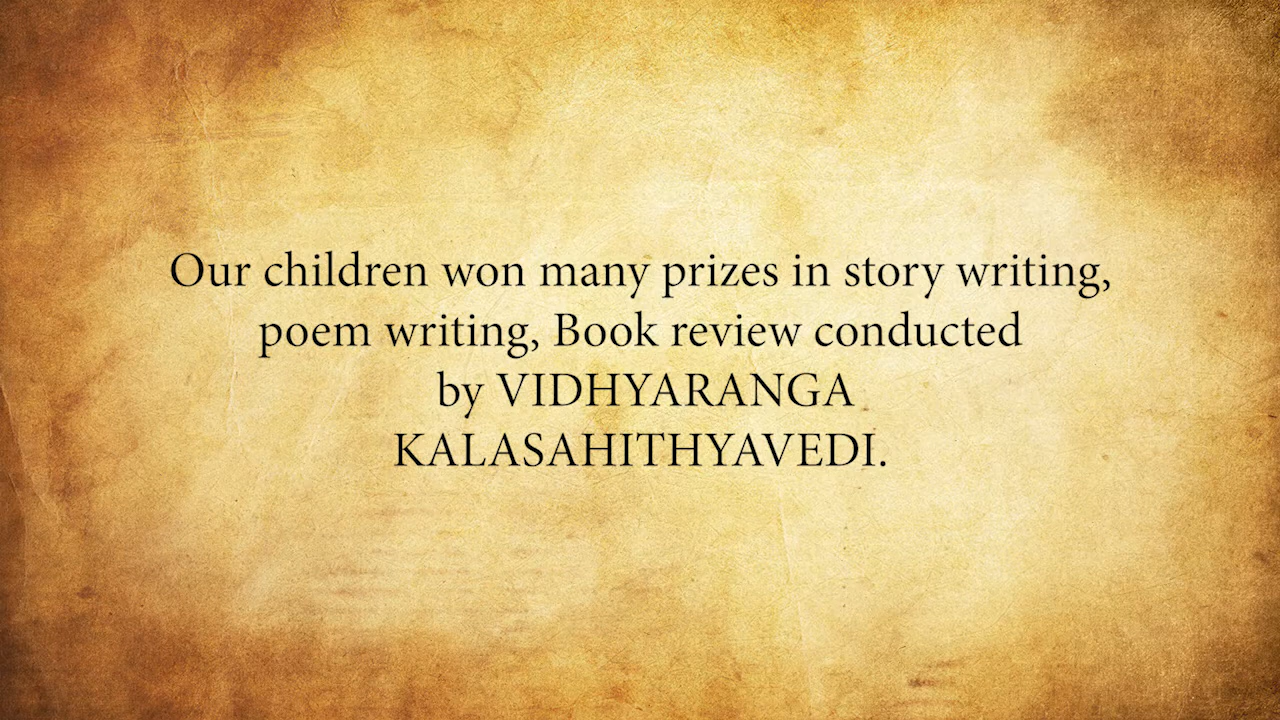 Our children won many prizes in story writing,
poem writing, Book review conducted
by VIDHYARANGA
KALASAHITHYAVEDI.